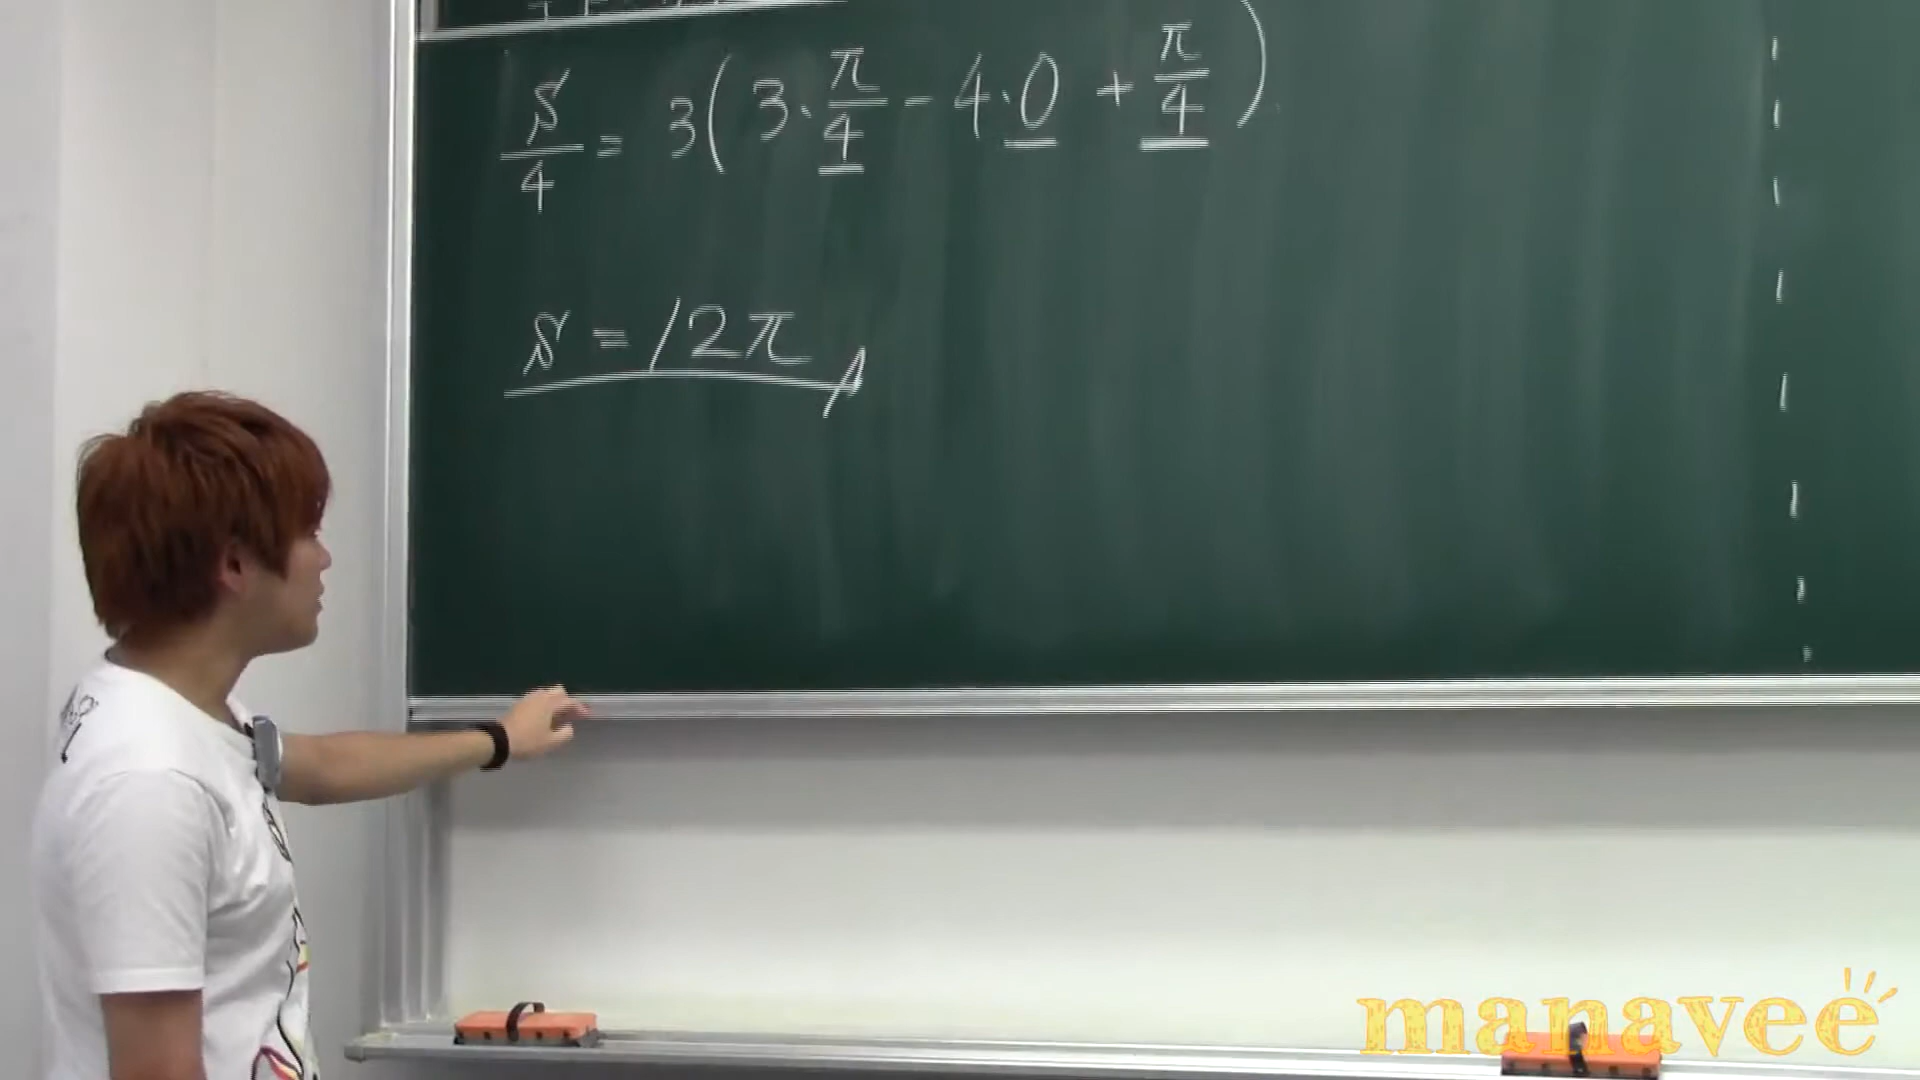 S/4 = 3(3·π/4 - 4·0 + π/4)
S = 12π
manavee